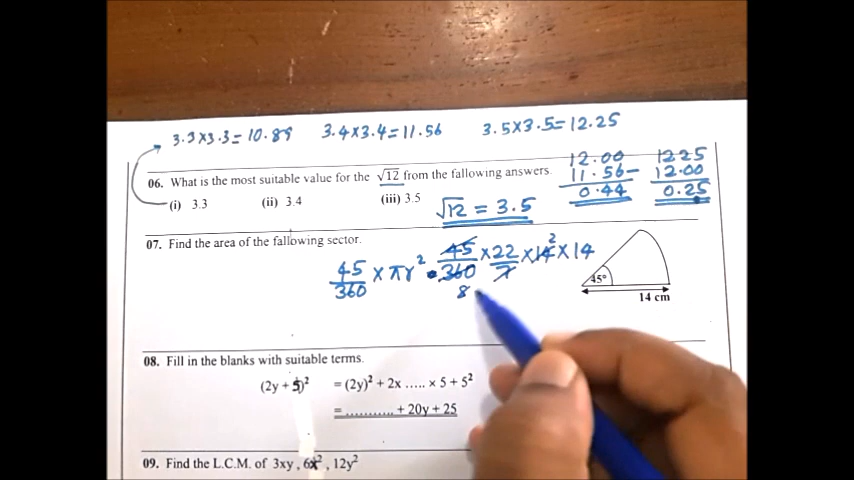 3.3×3.3=10.89 3.4×3.4=11.56 3.5×3.5=12.25
06. What is the most suitable value for the √12 from the fallowing answers.
(i) 3.3 (ii) 3.4 (iii) 3.5
√12 = 3.5
12.00
11.56-
0.44
12.25
12.00
0.25
07. Find the area of the fallowing sector.
45/360 × πr² 45/360 × 22/7 × 14 2 × 14
8
45°
14 cm
08. Fill in the blanks with suitable terms.
(2y + 5)² = (2y)² + 2x ..... × 5 + 5²
= ........... + 20y + 25
09. Find the L.C.M. of 3xy , 6x² , 12y²